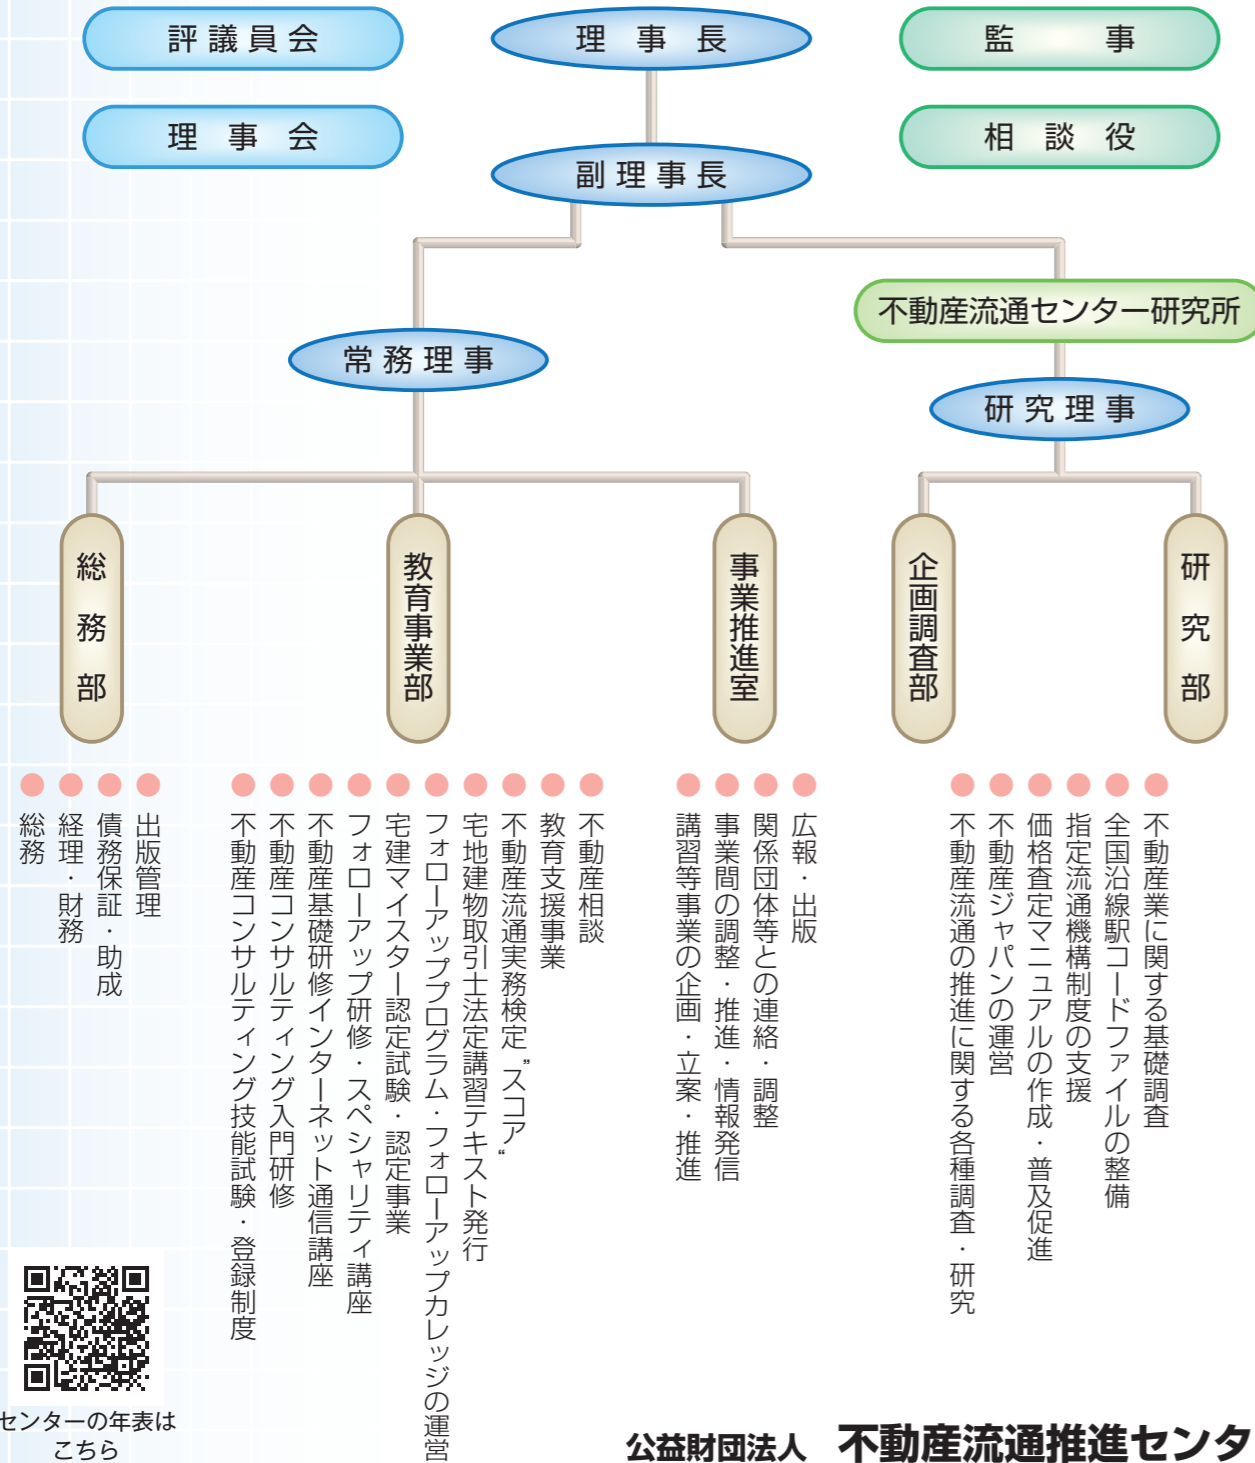 評議員会
理事長
監事
理事会
相談役
副理事長
不動産流通センター研究所
常務理事
研究理事
総務部
教育事業部
事業推進室
企画調査部
研究部
出版管理
債務保証・助成
経理・財務
総務
不動産相談
教育支援事業
不動産流通実務検定”スコア“
宅地建物取引士法定講習テキスト発行
フォローアッププログラム・フォローアップカレッジの運営
宅建マイスター認定試験・認定事業
フォローアップ研修・スペシャリティ講座
不動産基礎研修インターネット通信講座
不動産コンサルティング入門研修
不動産コンサルティング技能試験・登録制度
広報・出版
関係団体等との連絡・調整
事業間の調整・推進・情報発信
講習等事業の企画・立案・推進
不動産業に関する基礎調査
全国沿線駅コードファイルの整備
指定流通機構制度の支援
価格査定マニュアルの作成・普及促進
不動産ジャパンの運営
不動産流通の推進に関する各種調査・研究
センターの年表は
こちら
公益財団法人 不動産流通推進センタ